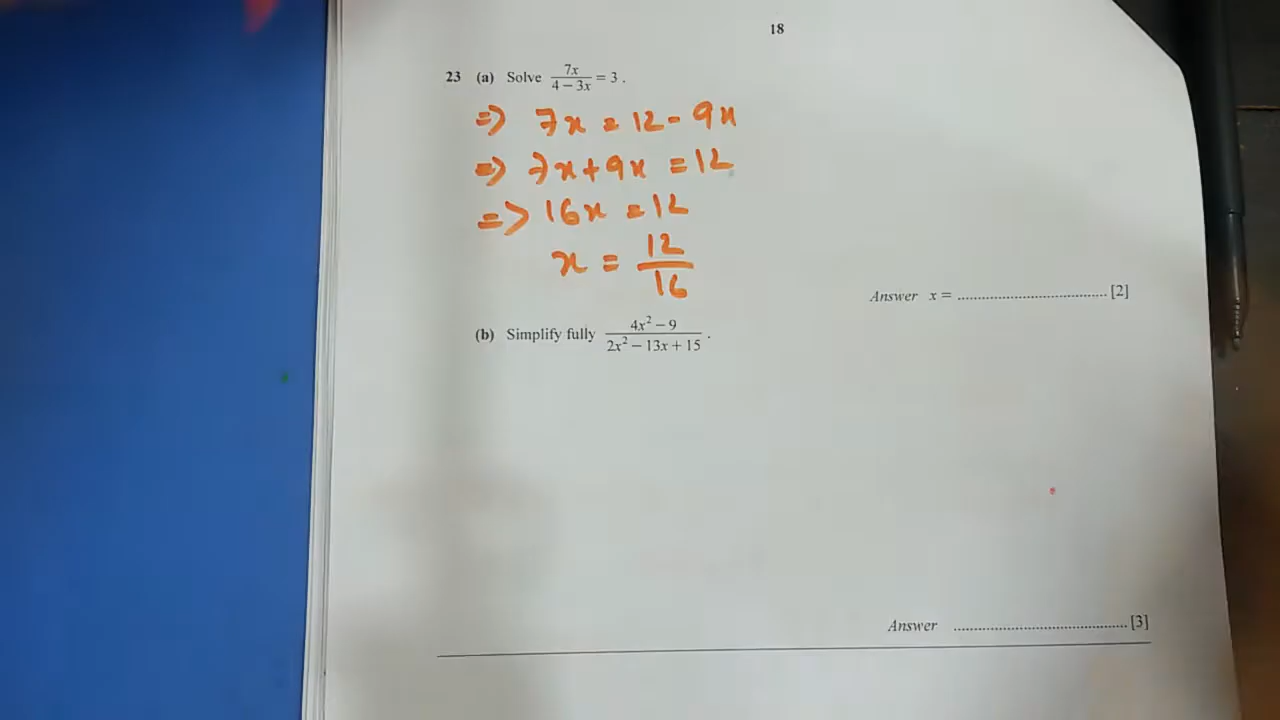 18
23 (a) Solve 7x/(4 − 3x) = 3 .
=> 7x = 12 - 9x
=> 7x + 9x = 12
=> 16x = 12
x = 12/16
Answer x = ..................................... [2]
(b) Simplify fully (4x² − 9)/(2x² − 13x + 15) .
Answer ........................................... [3]